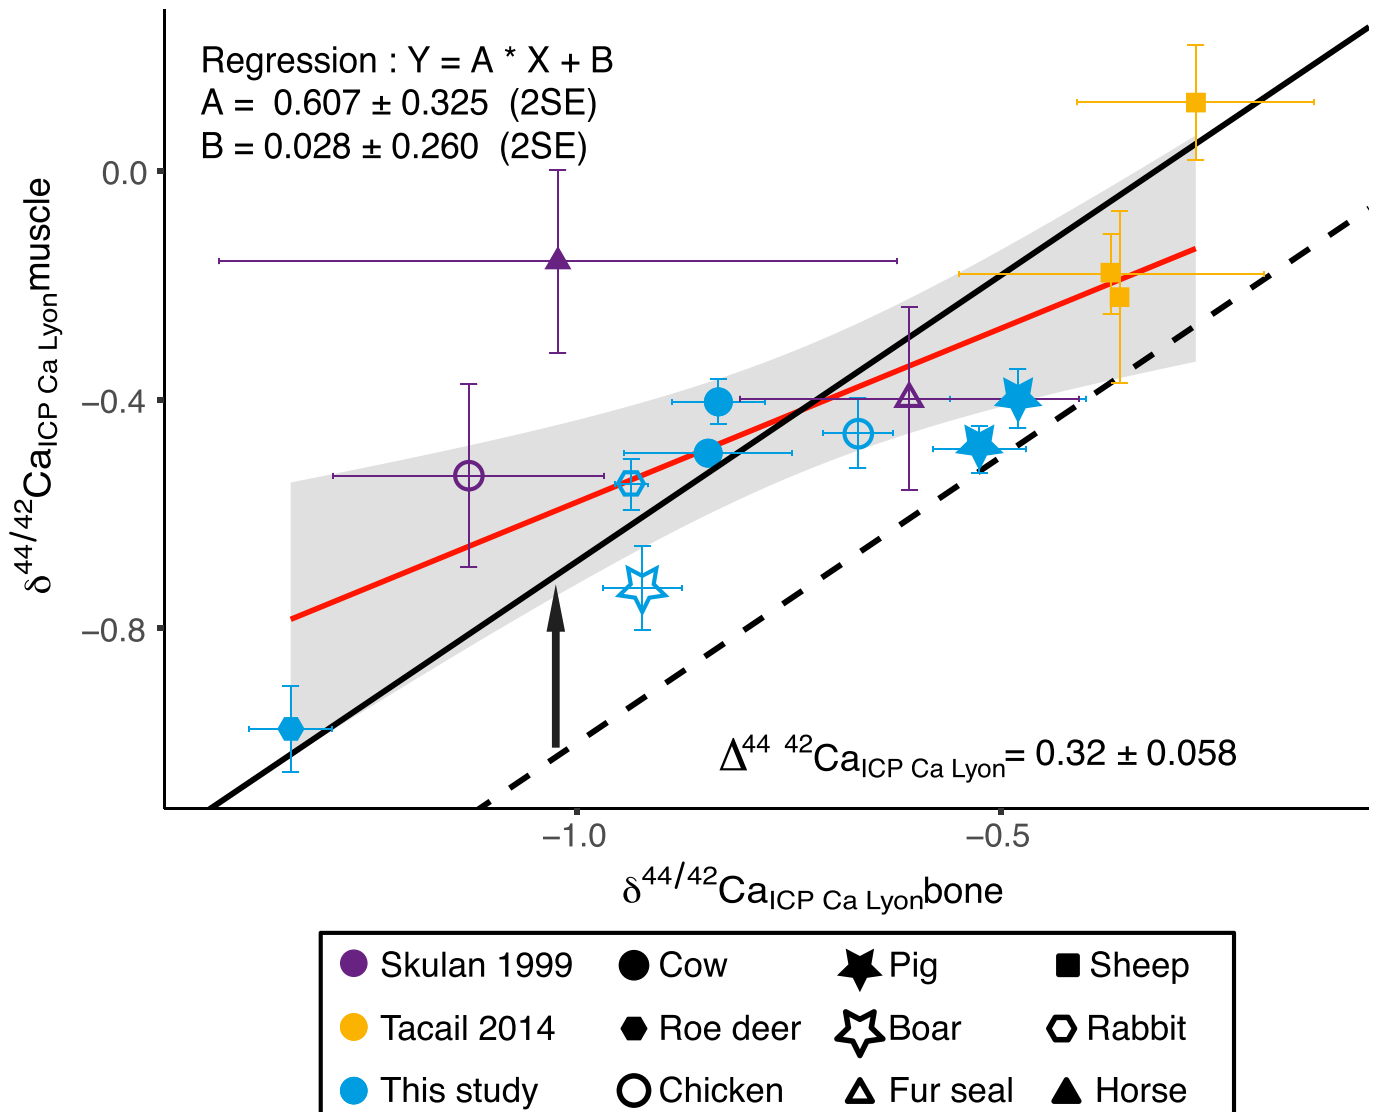 Regression : Y = A * X + B
A = 0.607 ± 0.325 (2SE)
B = 0.028 ± 0.260 (2SE)
0.0
−0.4
−0.8
δ44/42CaICP Ca Lyonmuscle
Δ44 42CaICP Ca Lyon= 0.32 ± 0.058
−1.0 −0.5
δ44/42CaICP Ca Lyonbone
Skulan 1999 Cow Pig Sheep
Tacail 2014 Roe deer Boar Rabbit
This study Chicken Fur seal Horse